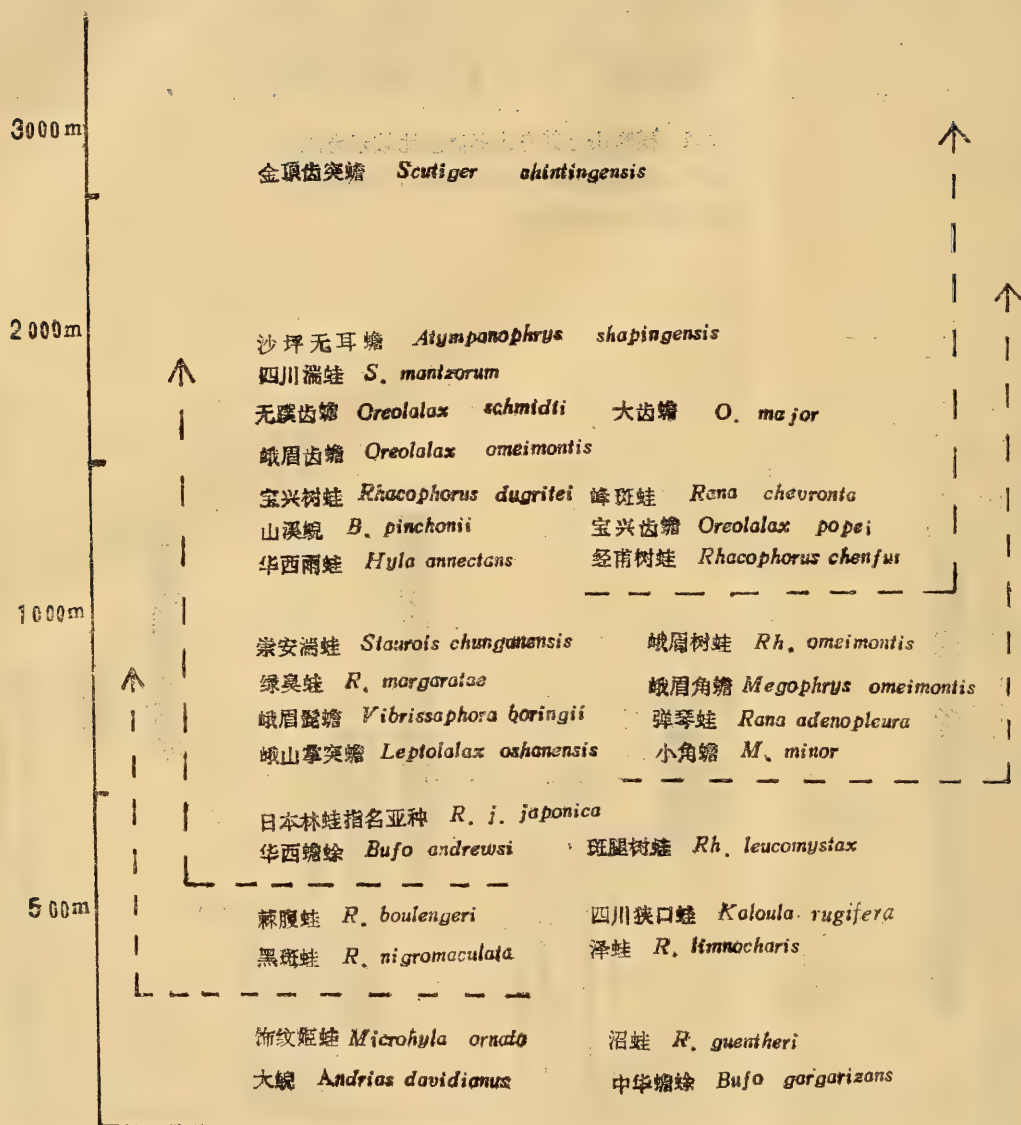 3000m
金顶齿突蟾 Scutiger chintingensis
2000m
沙坪无耳蟾 Atympanophrys shapingensis
四川湍蛙 S. mantzorum
无蹼齿蟾 Oreolalax schmidti 大齿蟾 O. major
峨眉齿蟾 Oreolalax omeimontis
宝兴树蛙 Rhacophorus dugritei 峰斑蛙 Rana chevronta
山溪鲵 B. pinchonii 宝兴齿蟾 Oreolalax popei
华西雨蛙 Hyla annectans 经甫树蛙 Rhacophorus chenfui
1000m
崇安湍蛙 Staurois chunganensis 峨眉树蛙 Rh. omeimontis
绿臭蛙 R. margaratae 峨眉角蟾 Megophrys omeimontis
峨眉髭蟾 Vibrissaphora boringii 弹琴蛙 Rana adenopleura
峨山掌突蟾 Leptolalax oshanensis 小角蟾 M. minor
日本林蛙指名亚种 R. j. japonica
华西蟾蜍 Bufo andrewsi 斑腿树蛙 Rh. leucomystax
500m
棘腹蛙 R. boulengeri 四川狭口蛙 Kaloula rugifera
黑斑蛙 R. nigromaculata 泽蛙 R. limnocharis
饰纹姬蛙 Microhyla ornata 沼蛙 R. guentheri
大鲵 Andrias davidianus 中华蟾蜍 Bufo gargarizans